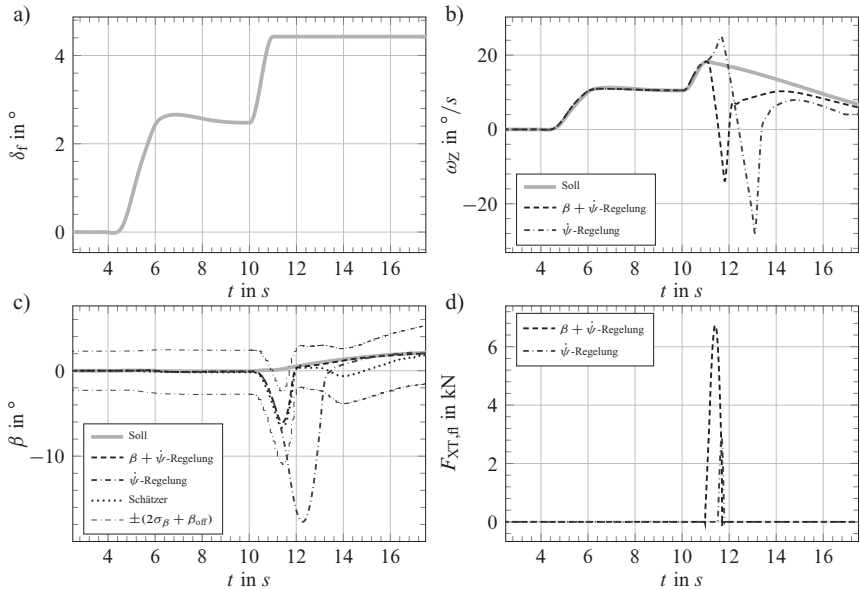 a)
4
2
0
δf in °
4 6 8 10 12 14 16
t in s
b)
20
0
−20
ωZ in °/s
Soll
β + ψ̇-Regelung
ψ̇-Regelung
4 6 8 10 12 14 16
t in s
c)
0
−10
β in °
Soll
β + ψ̇-Regelung
ψ̇-Regelung
Schätzer
±(2σβ + βoff)
4 6 8 10 12 14 16
t in s
d)
β + ψ̇-Regelung
ψ̇-Regelung
6
4
2
0
FXT,fl in kN
4 6 8 10 12 14 16
t in s